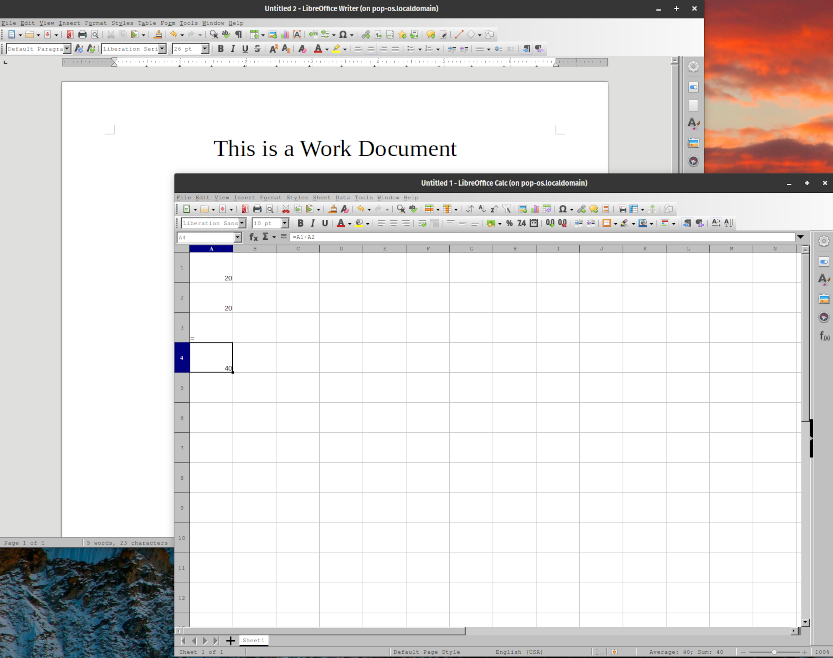 Untitled 2 - LibreOffice Writer (on pop-os.localdomain)
File Edit View Insert Format Styles Table Form Tools Window Help
Default Paragra
Liberation Seri
26 pt
This is a Work Document
Page 1 of 1
5 words, 23 characters
Untitled 1 - LibreOffice Calc (on pop-os.localdomain)
File Edit View Insert Format Styles Sheet Data Tools Window Help
Liberation Sans
10 pt
A4
=A1+A2
A B C D E F G H I J K L M N
1
20
2
20
3
=
4
40
5
6
7
8
9
10
11
12
Sheet1
Sheet 1 of 1
Default Page Style
English (USA)
Average: 40; Sum: 40
100%